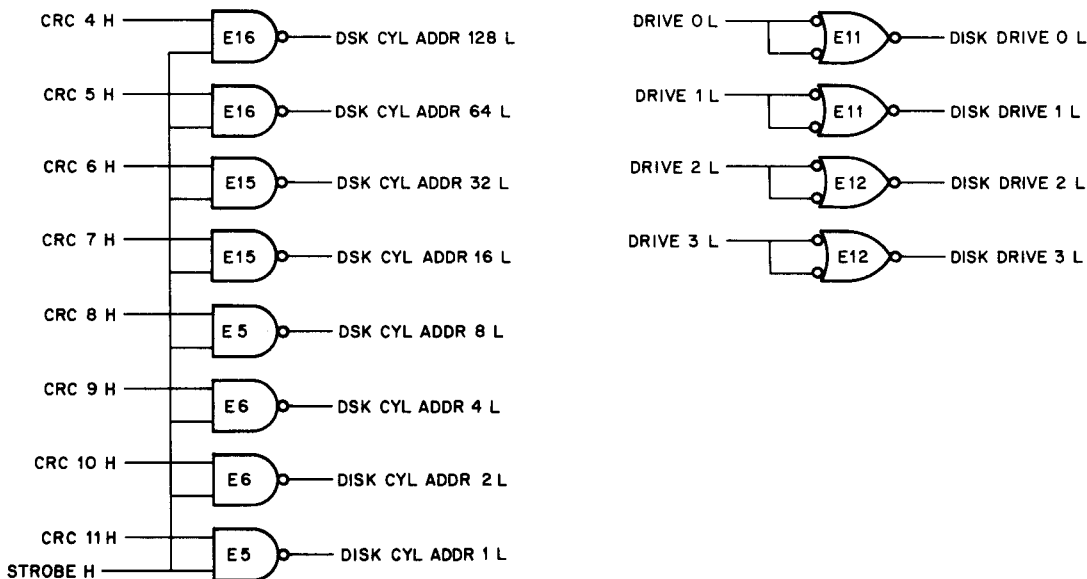 CRC 4 H E16 DSK CYL ADDR 128 L
CRC 5 H E16 DSK CYL ADDR 64 L
CRC 6 H E15 DSK CYL ADDR 32 L
CRC 7 H E15 DSK CYL ADDR 16 L
CRC 8 H E5 DSK CYL ADDR 8 L
CRC 9 H E6 DSK CYL ADDR 4 L
CRC 10 H E6 DISK CYL ADDR 2 L
CRC 11 H E5 DISK CYL ADDR 1 L
STROBE H
DRIVE 0 L E11 DISK DRIVE 0 L
DRIVE 1 L E11 DISK DRIVE 1 L
DRIVE 2 L E12 DISK DRIVE 2 L
DRIVE 3 L E12 DISK DRIVE 3 L